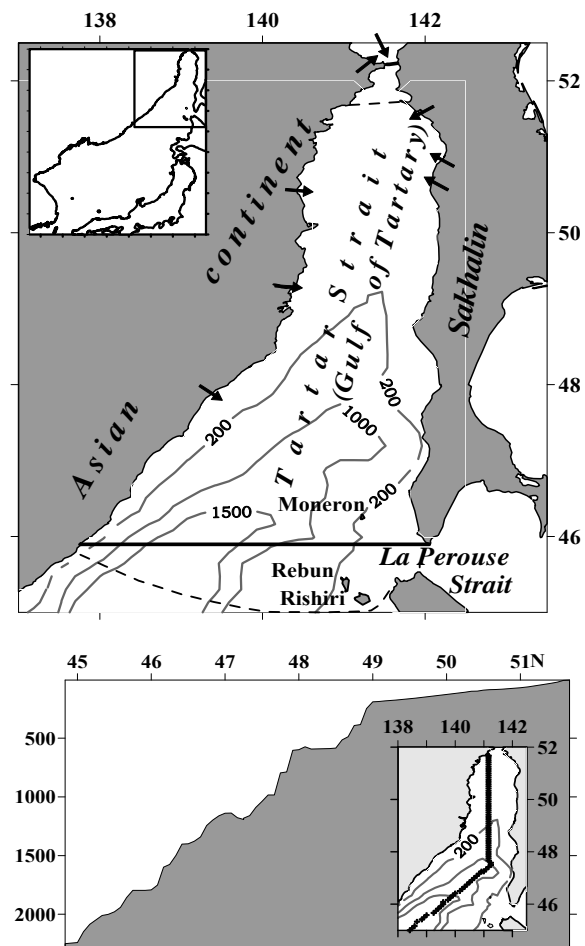 138 140 142
52
50
48
46
continent
Asian
Tartar Strait
(Gulf of Tartary)
Sakhalin
200
200
1000
200
1500
Moneron
La Perouse
Strait
Rebun
Rishiri
45 46 47 48 49 50 51N
500
1000
1500
2000
138 140 142
52
50
48
46
200